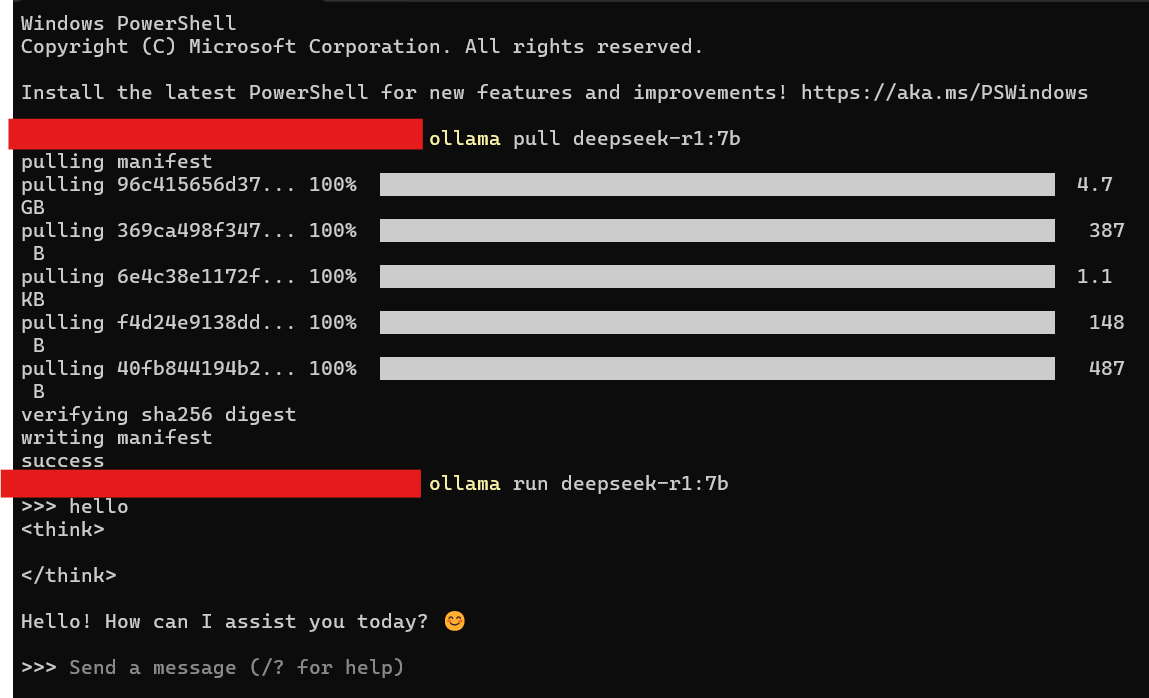 Windows PowerShell
Copyright (C) Microsoft Corporation. All rights reserved.
Install the latest PowerShell for new features and improvements! https://aka.ms/PSWindows
ollama pull deepseek-r1:7b
pulling manifest
pulling 96c415656d37... 100% 4.7
GB
pulling 369ca498f347... 100% 387
B
pulling 6e4c38e1172f... 100% 1.1
KB
pulling f4d24e9138dd... 100% 148
B
pulling 40fb844194b2... 100% 487
B
verifying sha256 digest
writing manifest
success
ollama run deepseek-r1:7b
>>> hello
<think>
</think>
Hello! How can I assist you today? 😊
>>> Send a message (/? for help)